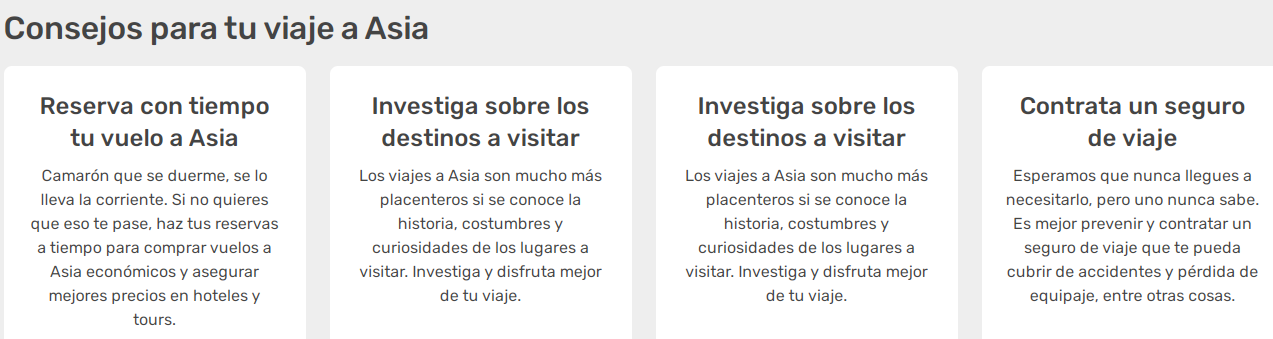 Consejos para tu viaje a Asia
Reserva con tiempo
tu vuelo a Asia
Camarón que se duerme, se lo
lleva la corriente. Si no quieres
que eso te pase, haz tus reservas
a tiempo para comprar vuelos a
Asia económicos y asegurar
mejores precios en hoteles y
tours.
Investiga sobre los
destinos a visitar
Los viajes a Asia son mucho más
placenteros si se conoce la
historia, costumbres y
curiosidades de los lugares a
visitar. Investiga y disfruta mejor
de tu viaje.
Investiga sobre los
destinos a visitar
Los viajes a Asia son mucho más
placenteros si se conoce la
historia, costumbres y
curiosidades de los lugares a
visitar. Investiga y disfruta mejor
de tu viaje.
Contrata un seguro
de viaje
Esperamos que nunca llegues a
necesitarlo, pero uno nunca sabe.
Es mejor prevenir y contratar un
seguro de viaje que te pueda
cubrir de accidentes y pérdida de
equipaje, entre otras cosas.